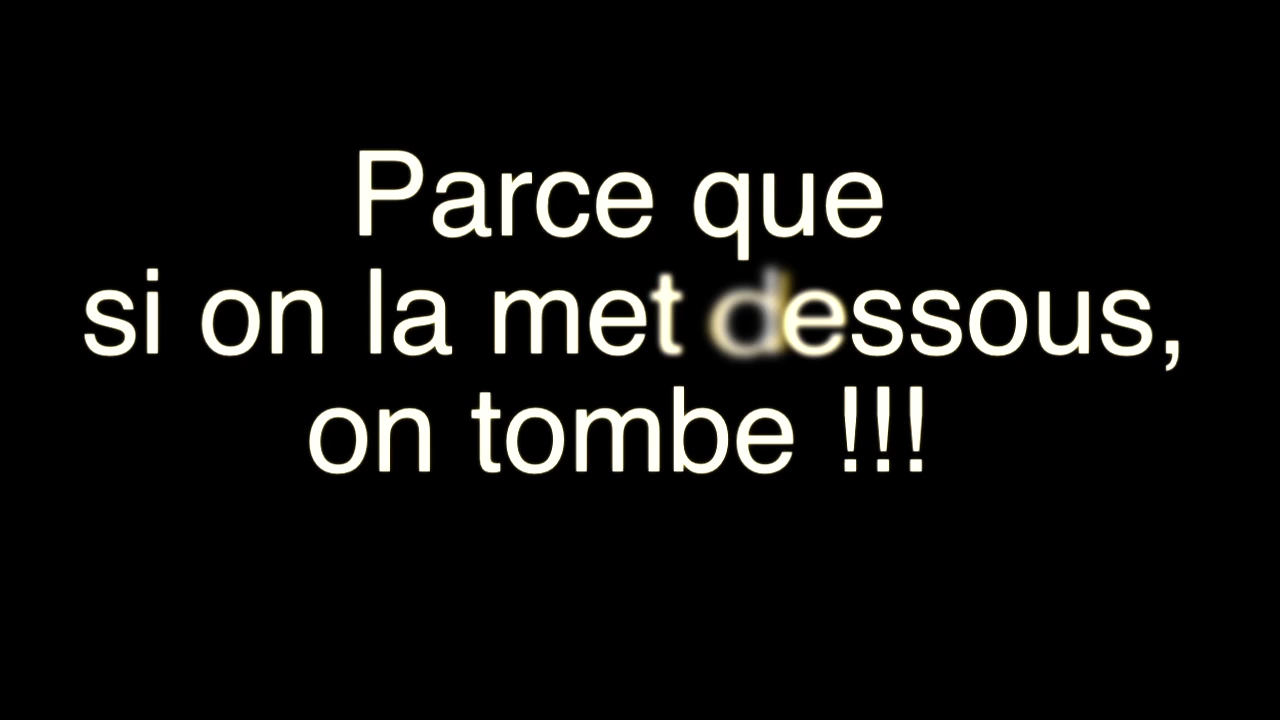 Parce que
si on la met dessous,
on tombe !!!